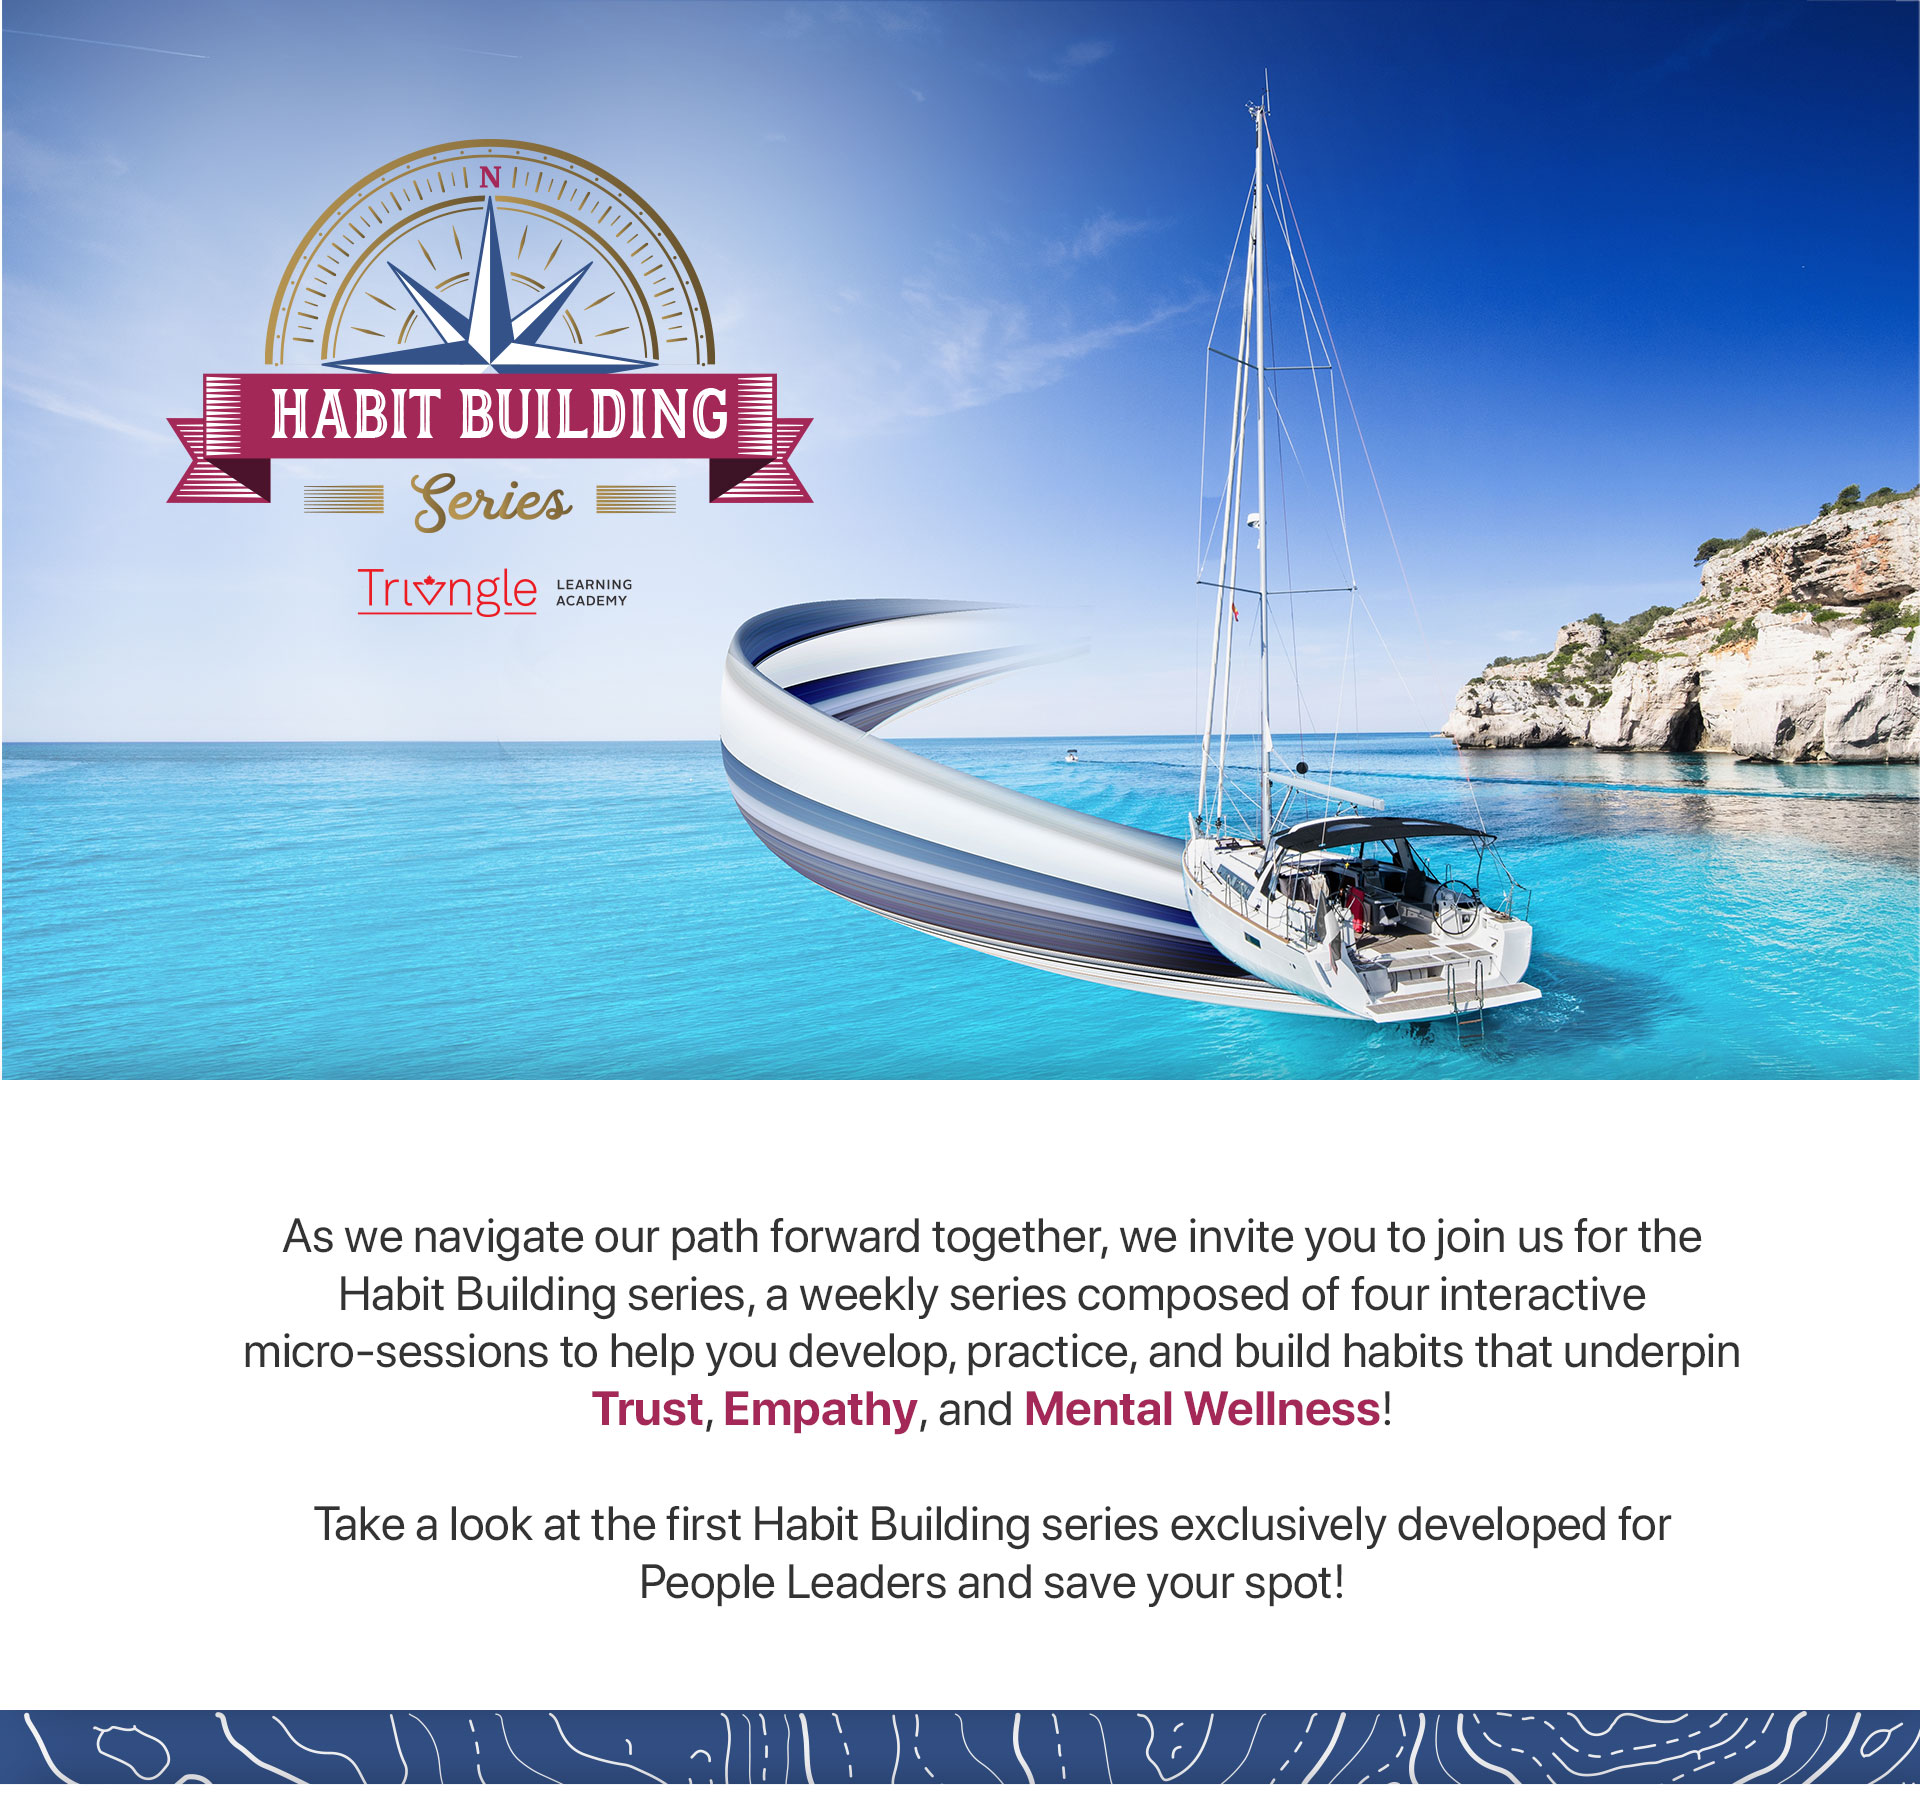 N
HABIT BUILDING
Series
Triangle LEARNING
ACADEMY
As we navigate our path forward together, we invite you to join us for the
Habit Building series, a weekly series composed of four interactive
micro-sessions to help you develop, practice, and build habits that underpin
Trust, Empathy, and Mental Wellness!
Take a look at the first Habit Building series exclusively developed for
People Leaders and save your spot!